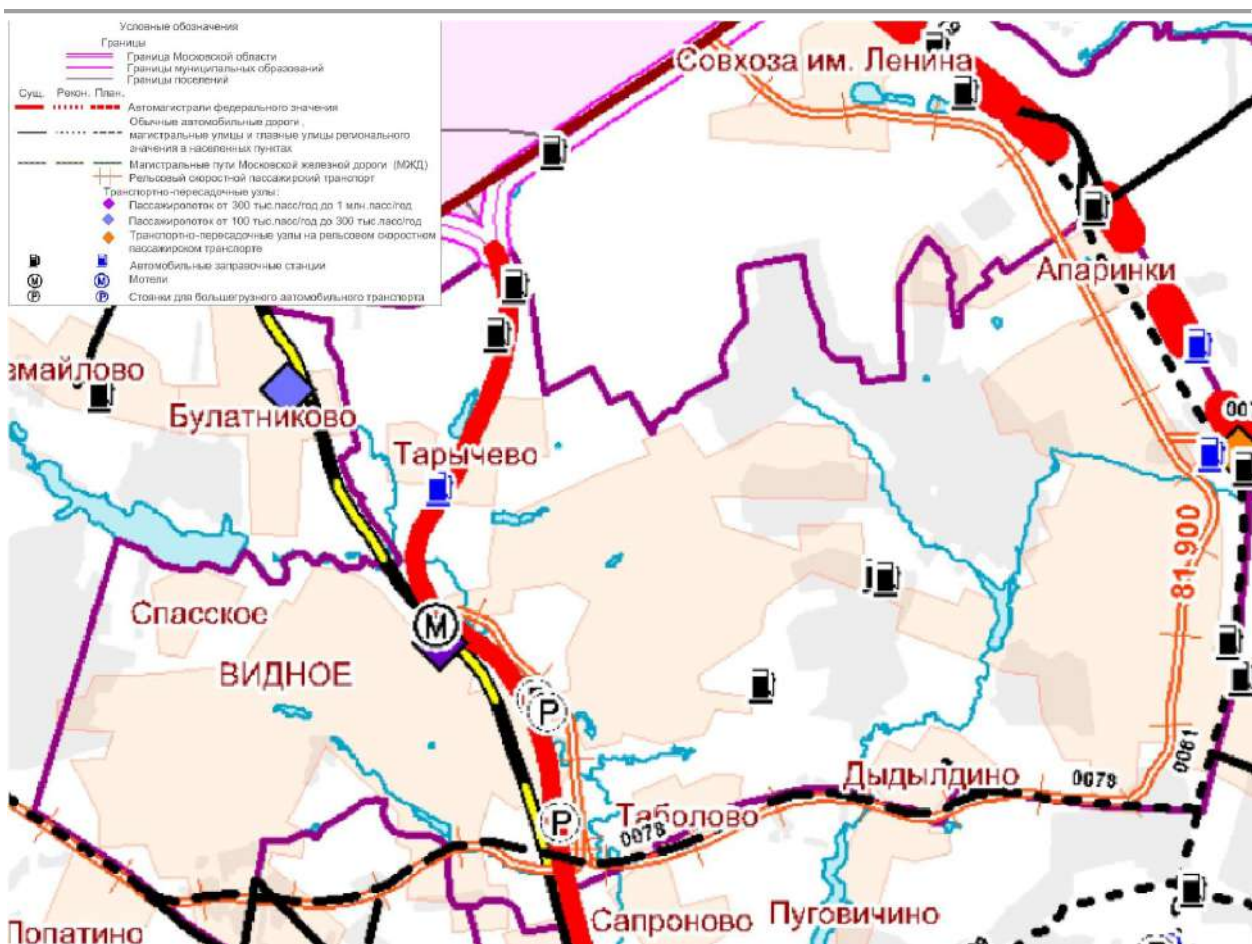 Условные обозначения
Границы
Граница Московской области
Границы муниципальных образований
Границы поселений
Сущ. Рекон. План.
Автомагистрали федерального значения
Обычные автомобильные дороги ,
магистральные улицы и главные улицы регионального
значения в населенных пунктах
Магистральные пути Московской железной дороги (МЖД)
Рельсовый скоростной пассажирский транспорт
Транспортно-пересадочные узлы:
Пассажиропоток от 300 тыс.пасс/год до 1 млн.пасс/год
Пассажиропоток от 100 тыс.пасс/год до 300 тыс.пасс/год
Транспортно-пересадочные узлы на рельсовом скоростном
пассажирском транспорте
Автомобильные заправочные станции
М М Мотели
Р Р Стоянки для большегрузного автомобильного транспорта
Совхоза им. Ленина
Апаринки
змайлово
Булатниково
007
Тарычево
81.900
Спасское
М
ВИДНОЕ
Р
0061
Дыдылдино 0078
Р
Таболово
0078
Сапроново
Пуговичино
Лопатино